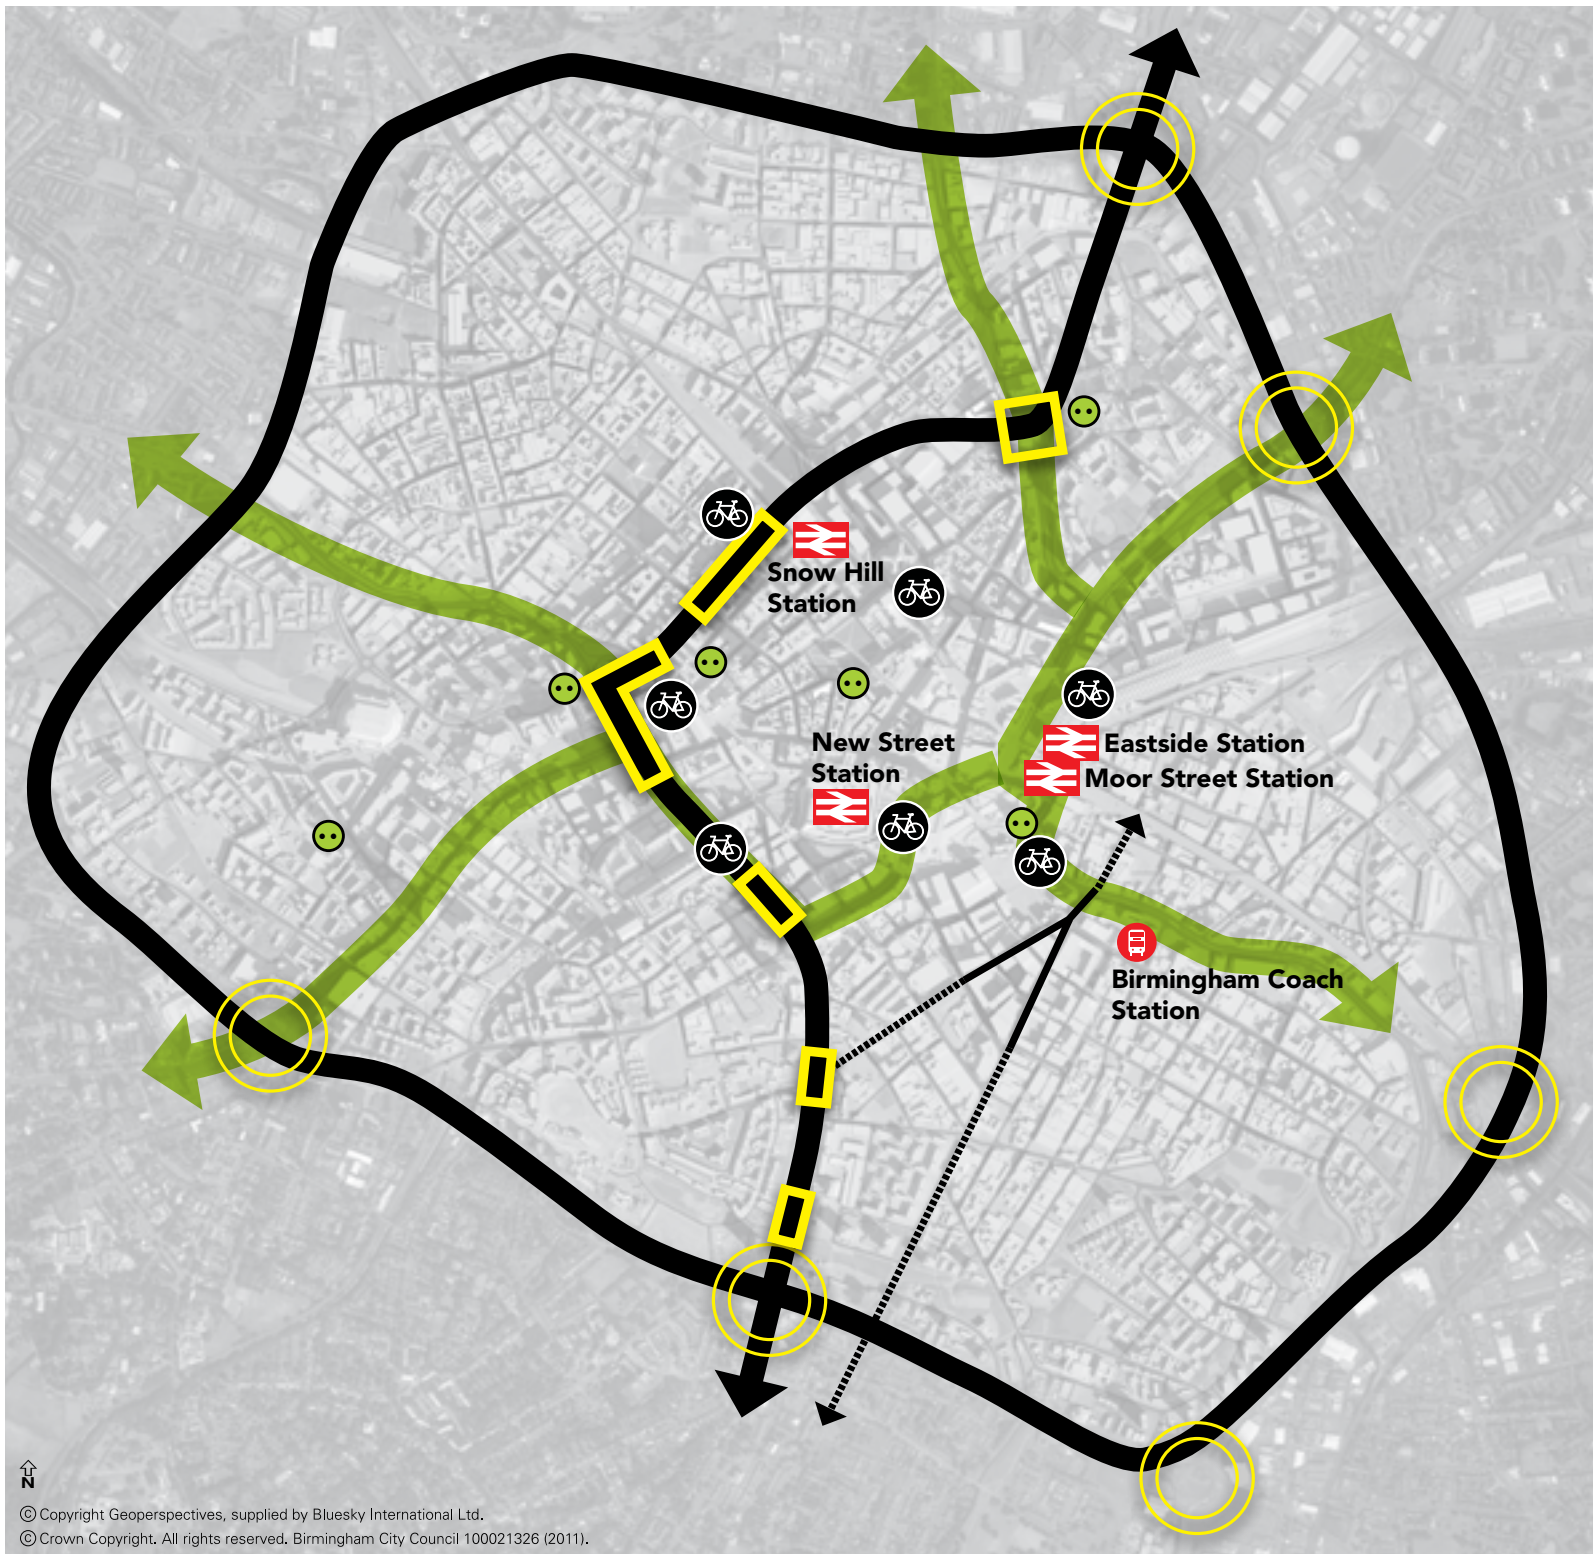 Snow Hill
Station
New Street
Station
Eastside Station
Moor Street Station
Birmingham Coach
Station
N
© Copyright Geoperspectives, supplied by Bluesky International Ltd.
© Crown Copyright. All rights reserved. Birmingham City Council 100021326 (2011).